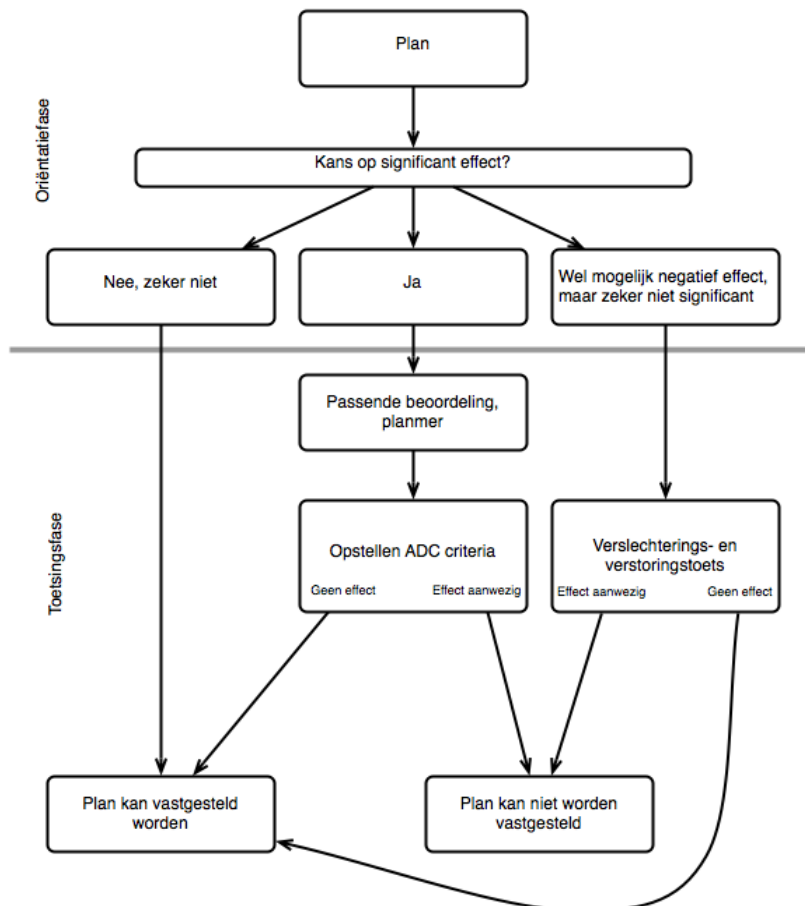 Plan
Oriëntatiefase
Kans op significant effect?
Nee, zeker niet
Ja
Wel mogelijk negatief effect,
maar zeker niet significant
Passende beoordeling,
planmer
Toetsingsfase
Opstellen ADC criteria
Geen effect
Effect aanwezig
Verslechterings- en
verstoringstoets
Effect aanwezig
Geen effect
Plan kan vastgesteld
worden
Plan kan niet worden
vastgesteld